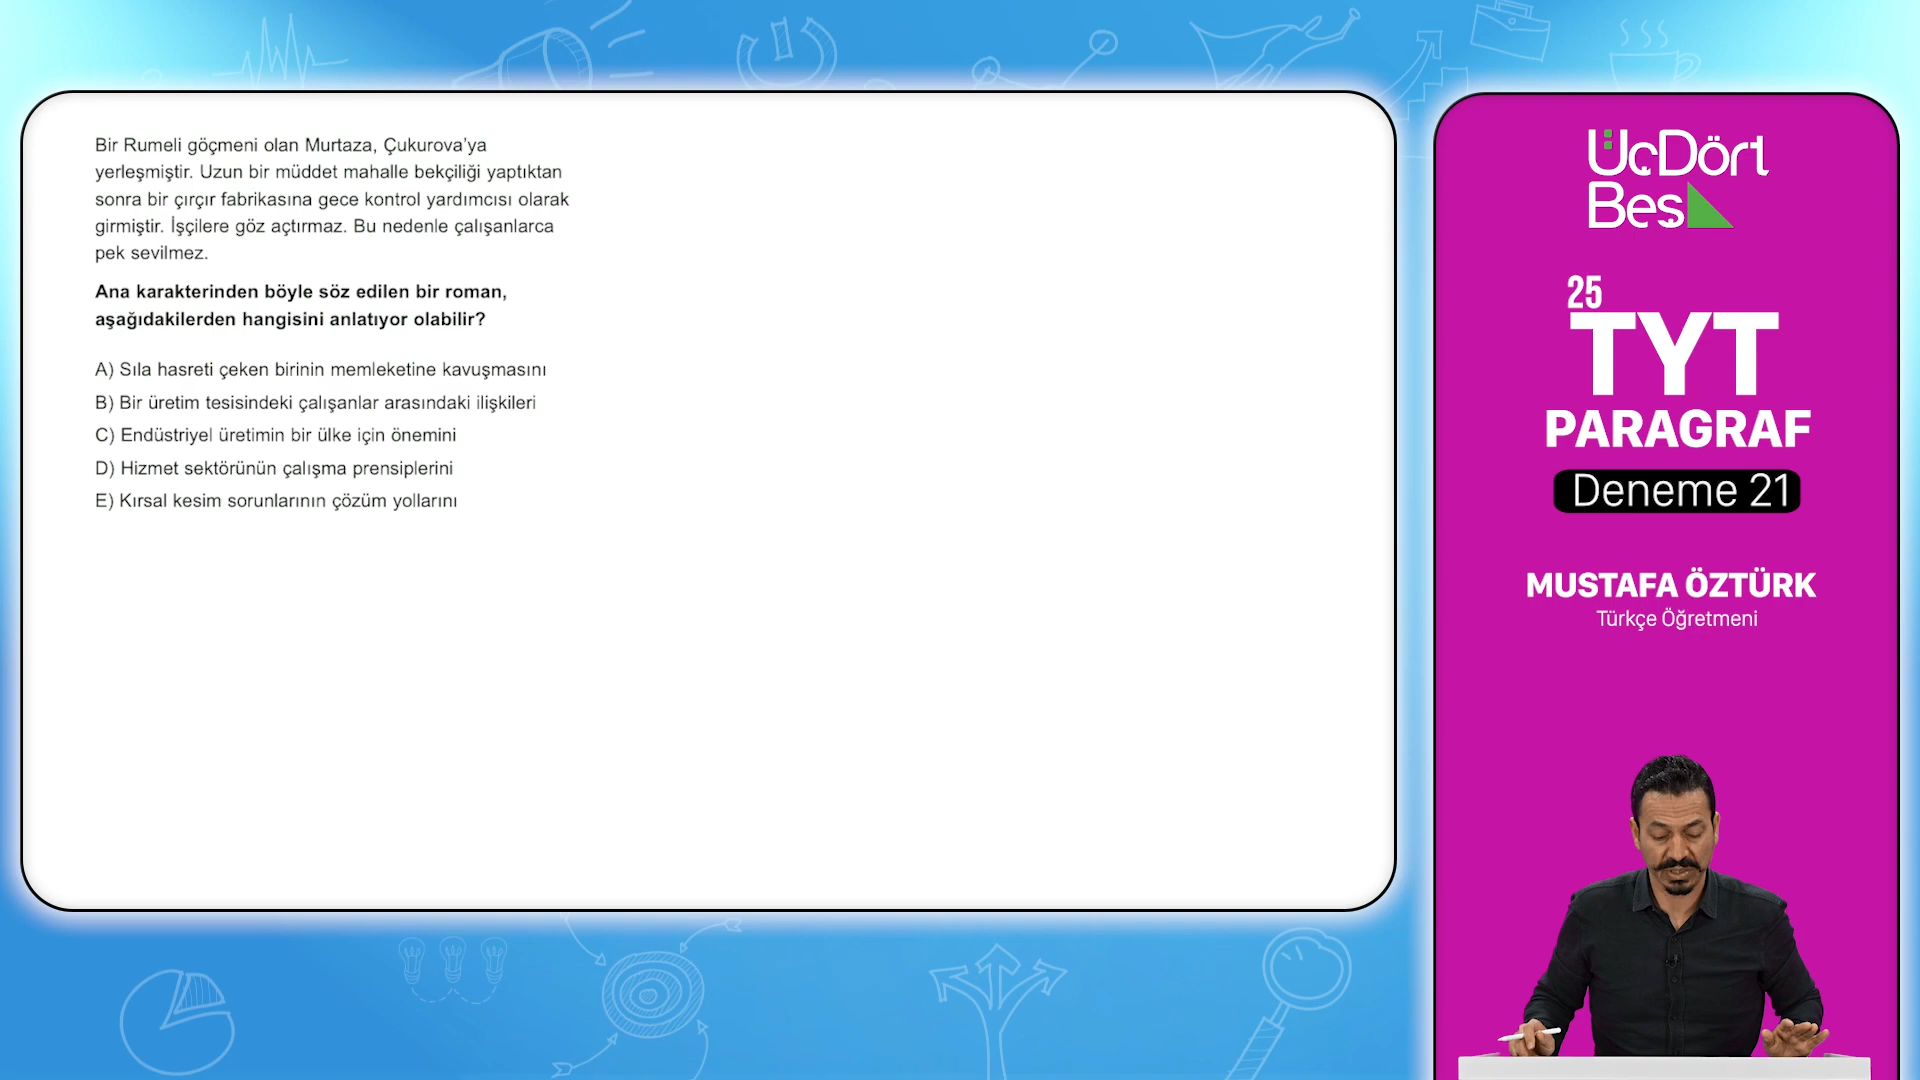 Bir Rumeli göçmeni olan Murtaza, Çukurova'ya
yerleşmiştir. Uzun bir müddet mahalle bekçiliği yaptıktan
sonra bir çırçır fabrikasına gece kontrol yardımcısı olarak
girmiştir. İşçilere göz açtırmaz. Bu nedenle çalışanlarca
pek sevilmez.
Ana karakterinden böyle söz edilen bir roman,
aşağıdakilerden hangisini anlatıyor olabilir?
A) Sıla hasreti çeken birinin memleketine kavuşmasını
B) Bir üretim tesisindeki çalışanlar arasındaki ilişkileri
C) Endüstriyel üretimin bir ülke için önemini
D) Hizmet sektörünün çalışma prensiplerini
E) Kırsal kesim sorunlarının çözüm yollarını
ÜçDört
Beş
25
TYT
PARAGRAF
Deneme 21
MUSTAFA ÖZTÜRK
Türkçe Öğretmeni